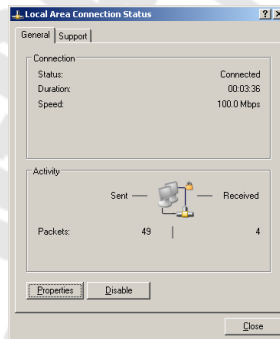 Local Area Connection Status
General Support
Connection
Status: Connected
Duration: 00:03:36
Speed: 100.0 Mbps
Activity
Sent — — Received
Packets: 49 | 4
Properties Disable
Close